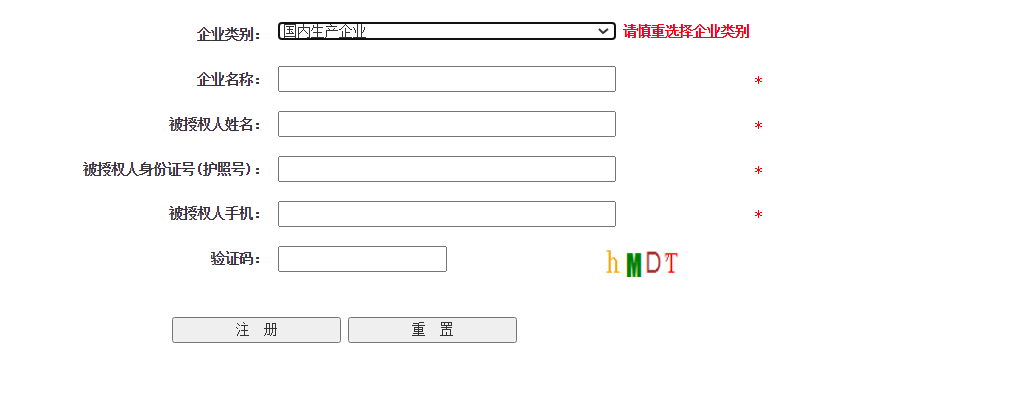 企业类别： 国内生产企业 请慎重选择企业类别
企业名称： *
被授权人姓名： *
被授权人身份证号(护照号)： *
被授权人手机： *
验证码： hMDT
注 册 重 置